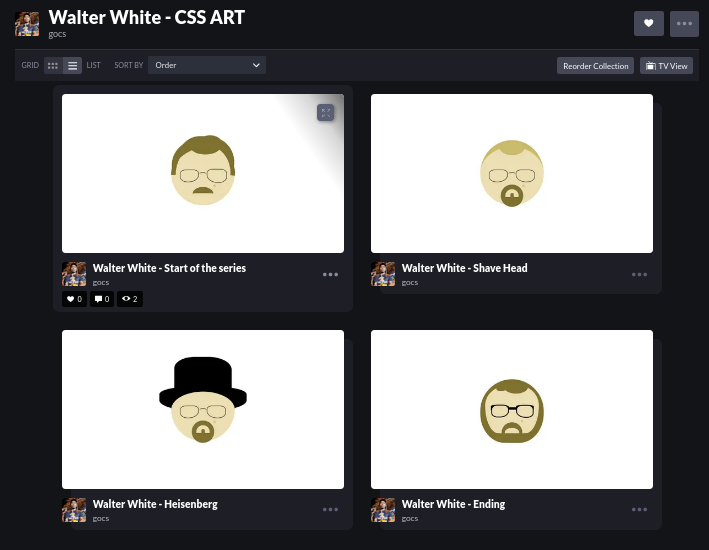 Walter White - CSS ART
gocs
GRID
LIST
SORT BY
Order
Reorder Collection
TV View
Walter White - Start of the series
gocs
0
0
2
Walter White - Shave Head
gocs
Walter White - Heisenberg
gocs
Walter White - Ending
gocs